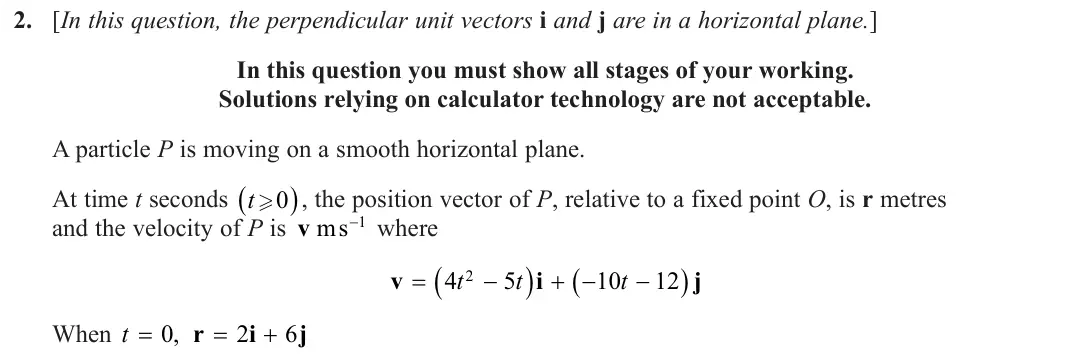 2. [In this question, the perpendicular unit vectors i and j are in a horizontal plane.]
In this question you must show all stages of your working.
Solutions relying on calculator technology are not acceptable.
A particle P is moving on a smooth horizontal plane.
At time t seconds (t⩾0), the position vector of P, relative to a fixed point O, is r metres
and the velocity of P is v m s⁻¹ where
v = (4t² − 5t)i + (−10t − 12)j
When t = 0, r = 2i + 6j